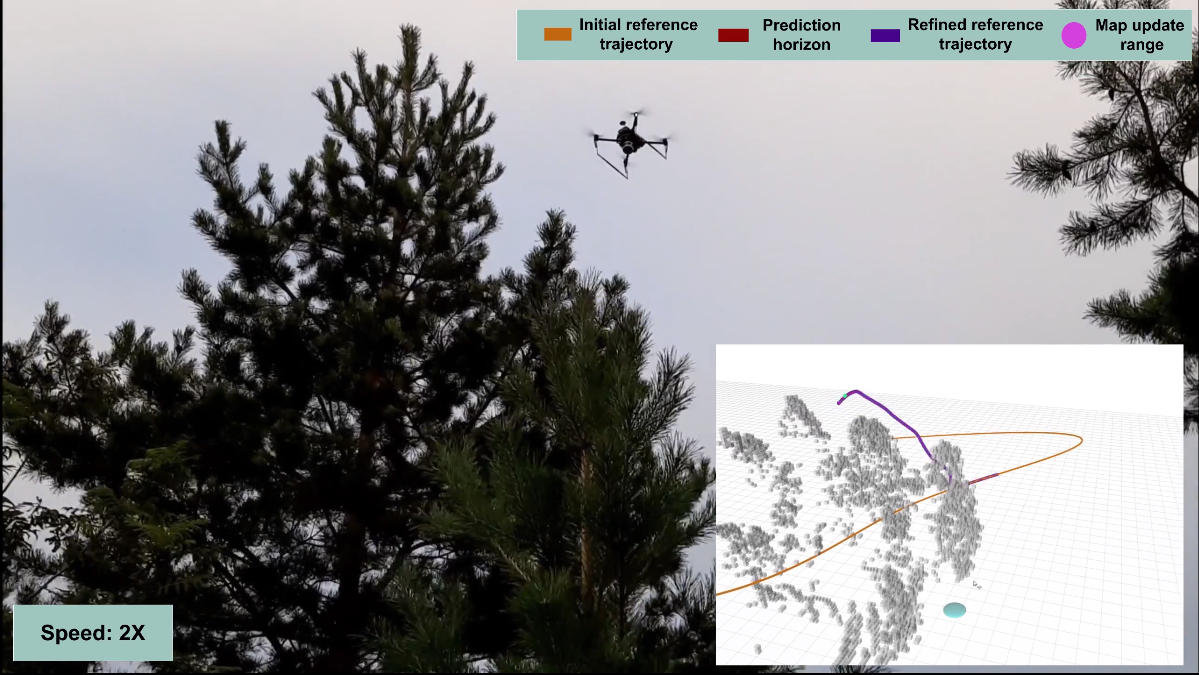 Initial reference
trajectory
Prediction
horizon
Refined reference
trajectory
Map update
range
Speed: 2X